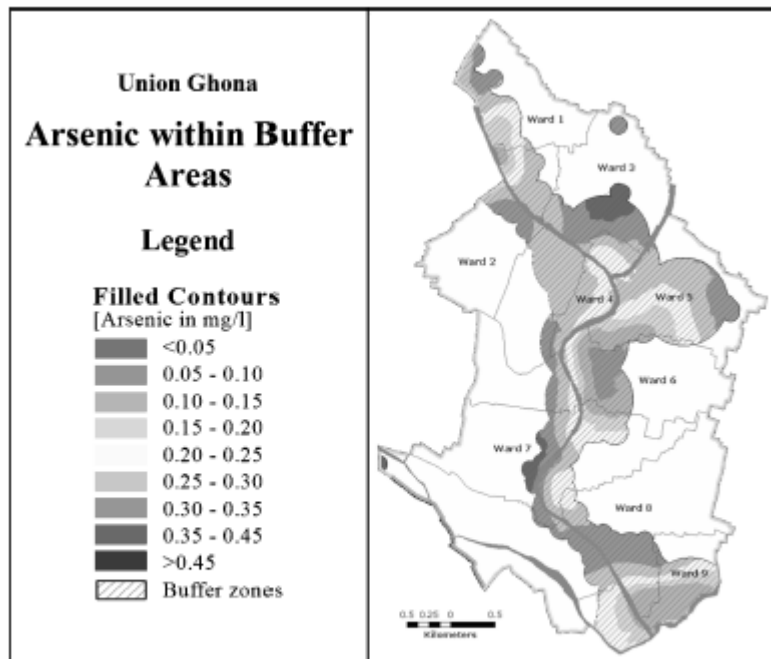 Union Ghona
Arsenic within Buffer
Areas
Legend
Filled Contours
[Arsenic in mg/l]
<0.05
0.05 - 0.10
0.10 - 0.15
0.15 - 0.20
0.20 - 0.25
0.25 - 0.30
0.30 - 0.35
0.35 - 0.45
>0.45
Buffer zones
Ward 1
Ward 3
Ward 2
Ward 4
Ward 5
Ward 6
Ward 7
Ward 8
Ward 9
0.5 0.25 0 0.5
Kilometers